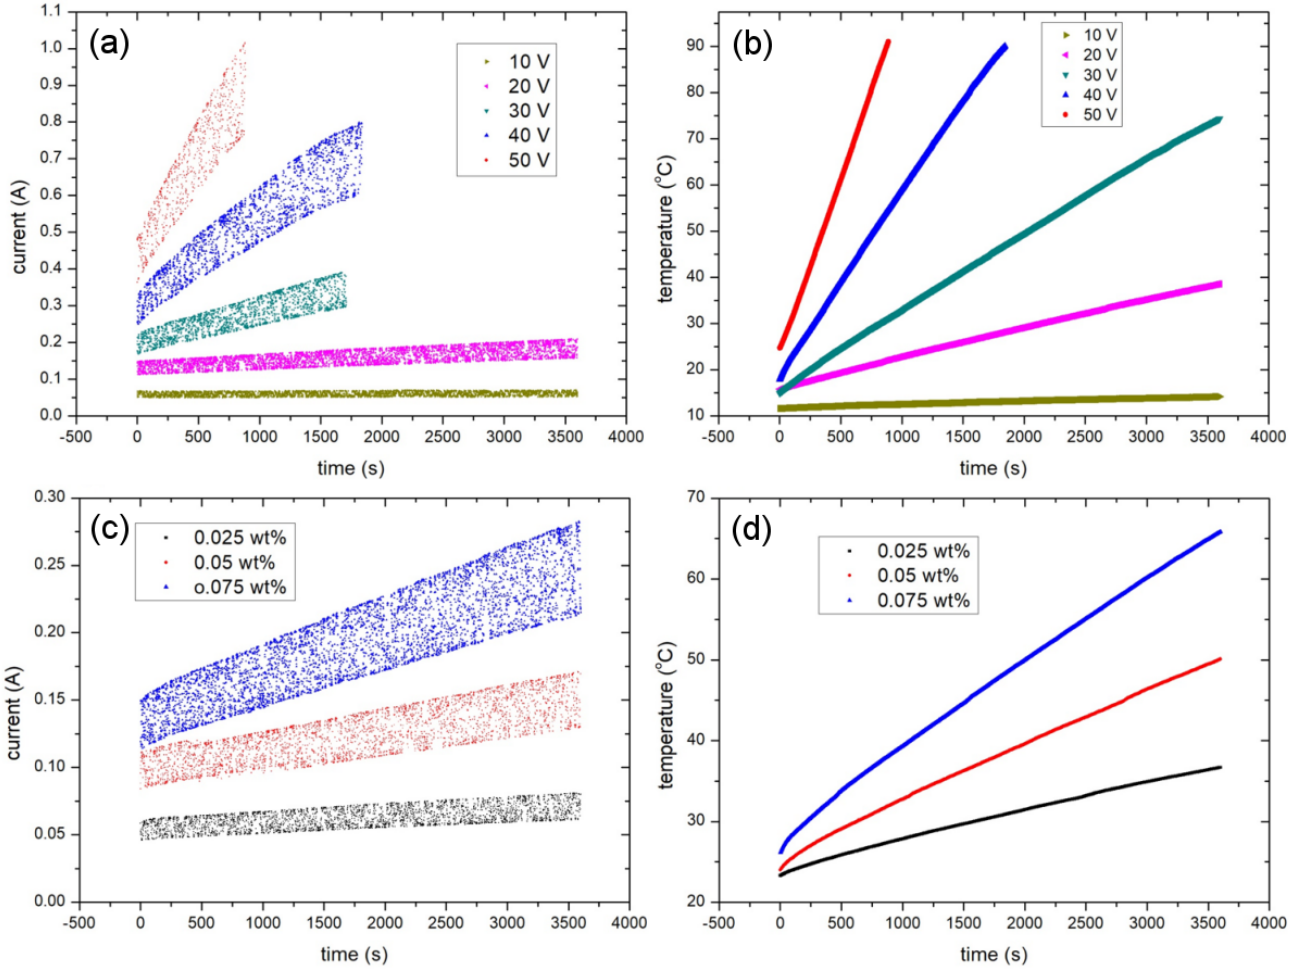 (a)
1.1
1.0
0.9
0.8
0.7
0.6
0.5
0.4
0.3
0.2
0.1
0.0
current (A)
10 V
20 V
30 V
40 V
50 V
-500 0 500 1000 1500 2000 2500 3000 3500 4000
time (s)
(b)
90
80
70
60
50
40
30
20
10
temperature (°C)
10 V
20 V
30 V
40 V
50 V
-500 0 500 1000 1500 2000 2500 3000 3500 4000
time (s)
(c)
0.30
0.25
0.20
0.15
0.10
0.05
0.00
current (A)
0.025 wt%
0.05 wt%
o.075 wt%
-500 0 500 1000 1500 2000 2500 3000 3500 4000
time (s)
(d)
70
60
50
40
30
20
temperature (°C)
0.025 wt%
0.05 wt%
0.075 wt%
-500 0 500 1000 1500 2000 2500 3000 3500 4000
time (s)